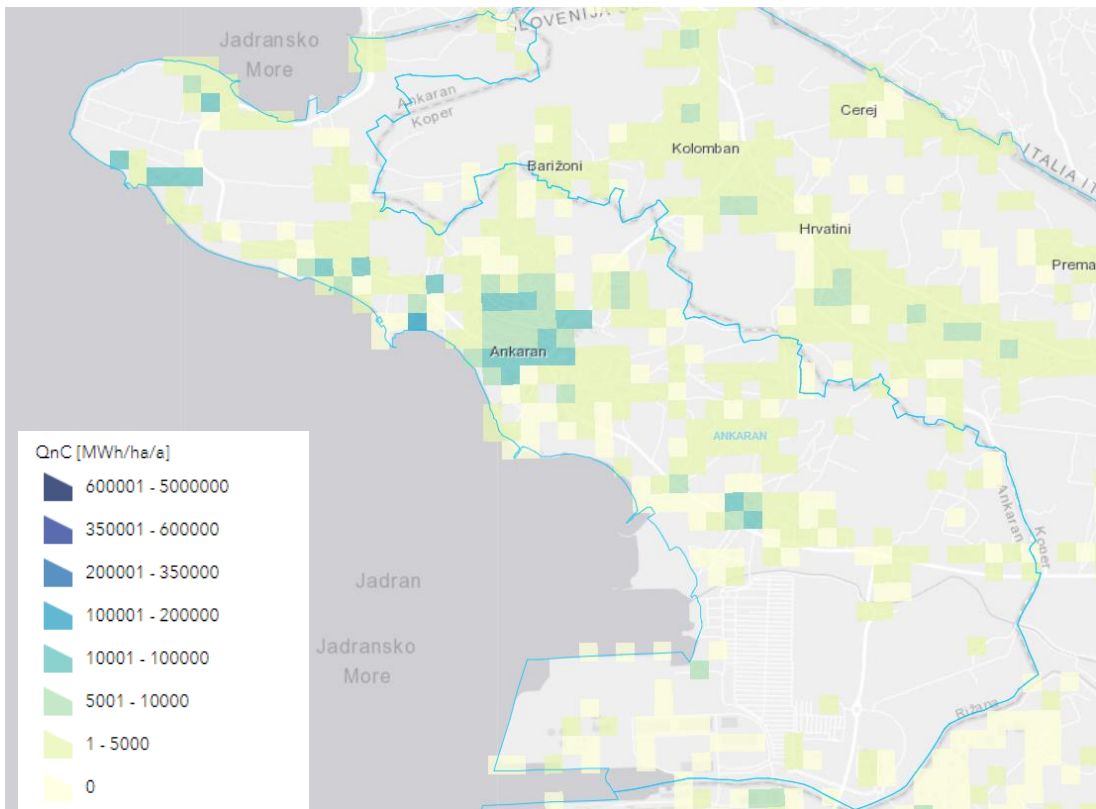 SLOVENIJA
Jadransko
More
Ankaran
Koper
Cerej
Kolomban
ITALIA
Barižoni
Hrvatini
Prema
Ankaran
ANKARAN
Ankaran
Koper
QnC [MWh/ha/a]
600001 - 5000000
350001 - 600000
200001 - 350000
100001 - 200000
10001 - 100000
5001 - 10000
1 - 5000
0
Jadran
Jadransko
More
Rižana